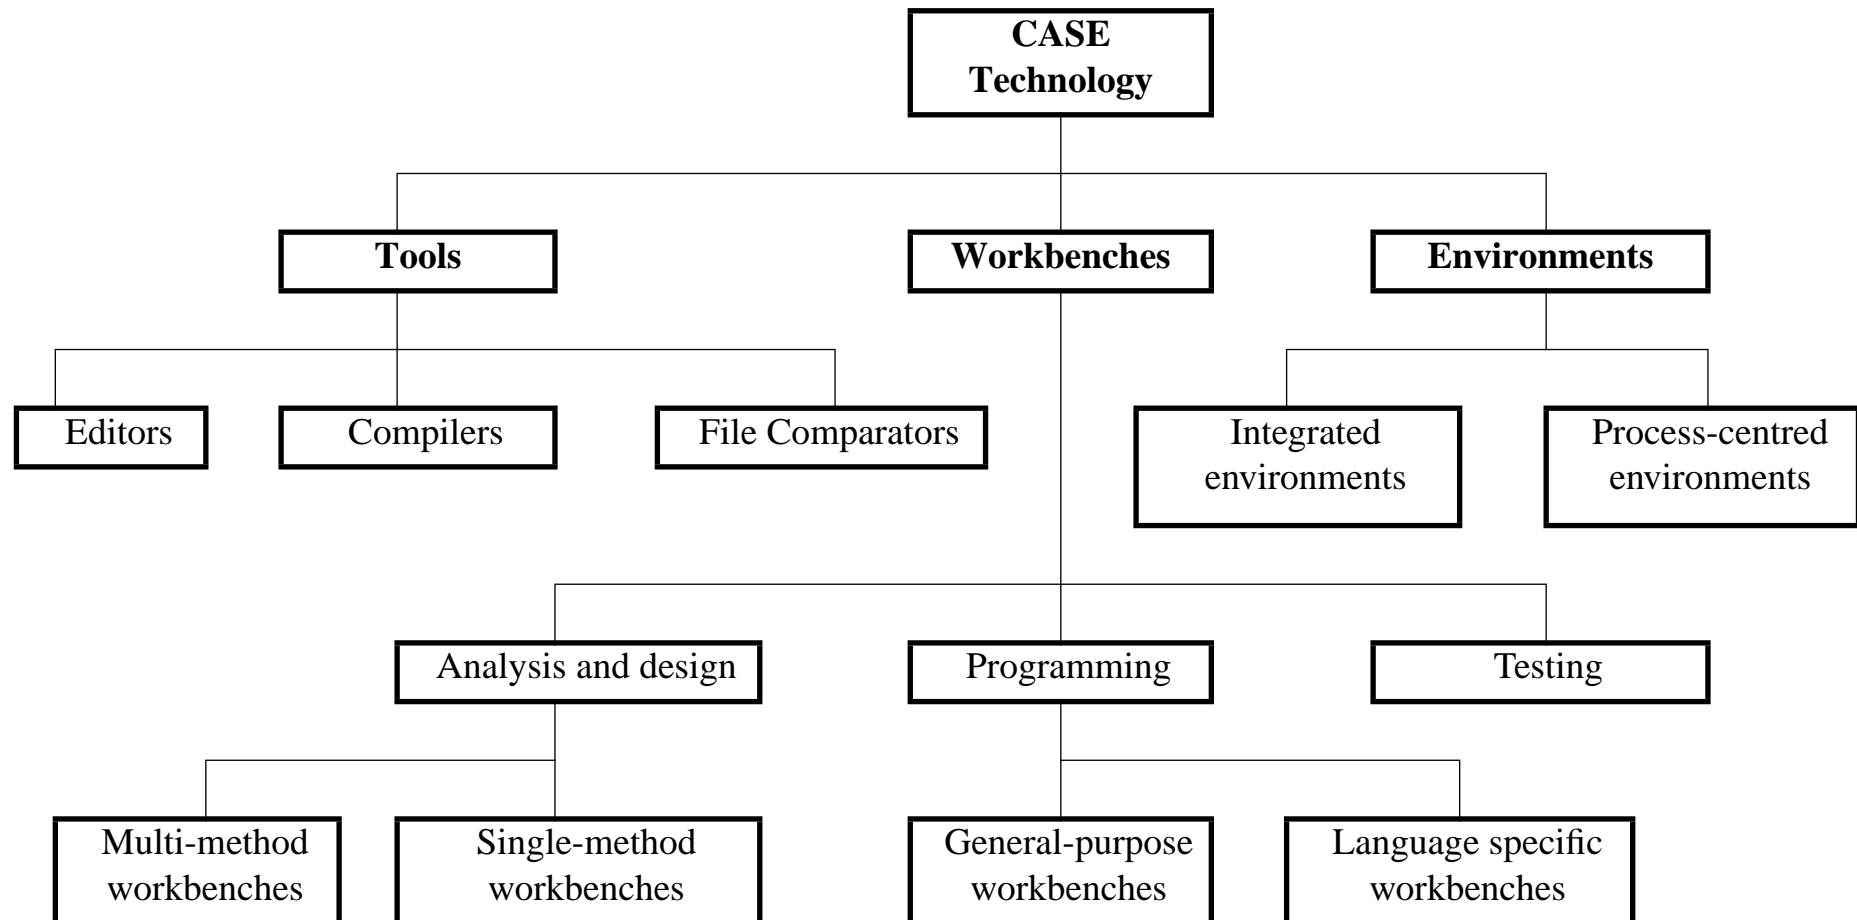 CASE
Technology
Tools
Workbenches
Environments
Editors
Compilers
File Comparators
Integrated
environments
Process-centred
environments
Analysis and design
Programming
Testing
Multi-method
workbenches
Single-method
workbenches
General-purpose
workbenches
Language specific
workbenches